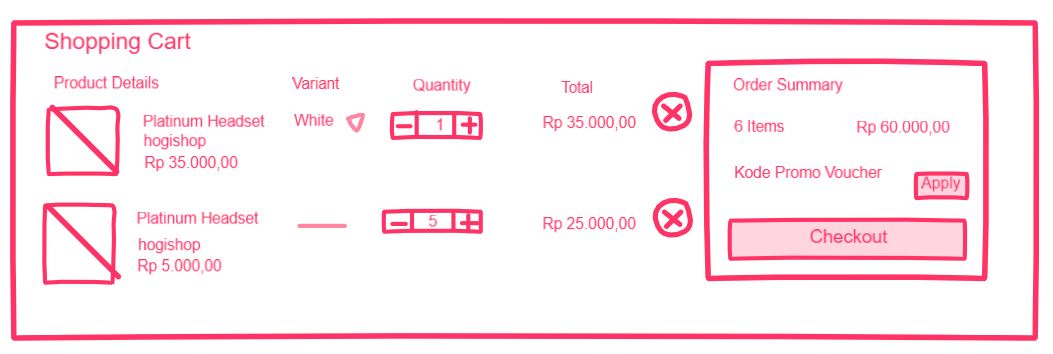 Shopping Cart
Product Details Variant Quantity Total
Platinum Headset White 1 Rp 35.000,00
hogishop
Rp 35.000,00
Platinum Headset 5 Rp 25.000,00
hogishop
Rp 5.000,00
Order Summary
6 Items Rp 60.000,00
Kode Promo Voucher
Apply
Checkout